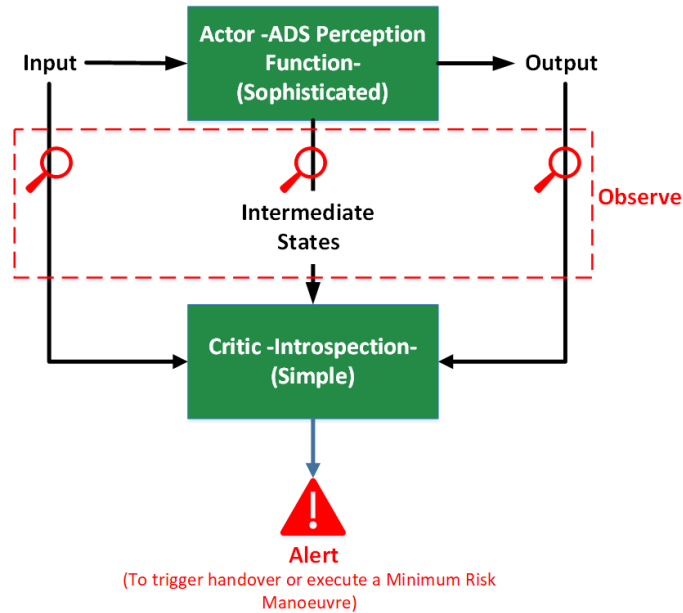 Actor -ADS Perception
Function-
(Sophisticated)
Input
Output
Observe
Intermediate
States
Critic -Introspection-
(Simple)
Alert
(To trigger handover or execute a Minimum Risk
Manoeuvre)